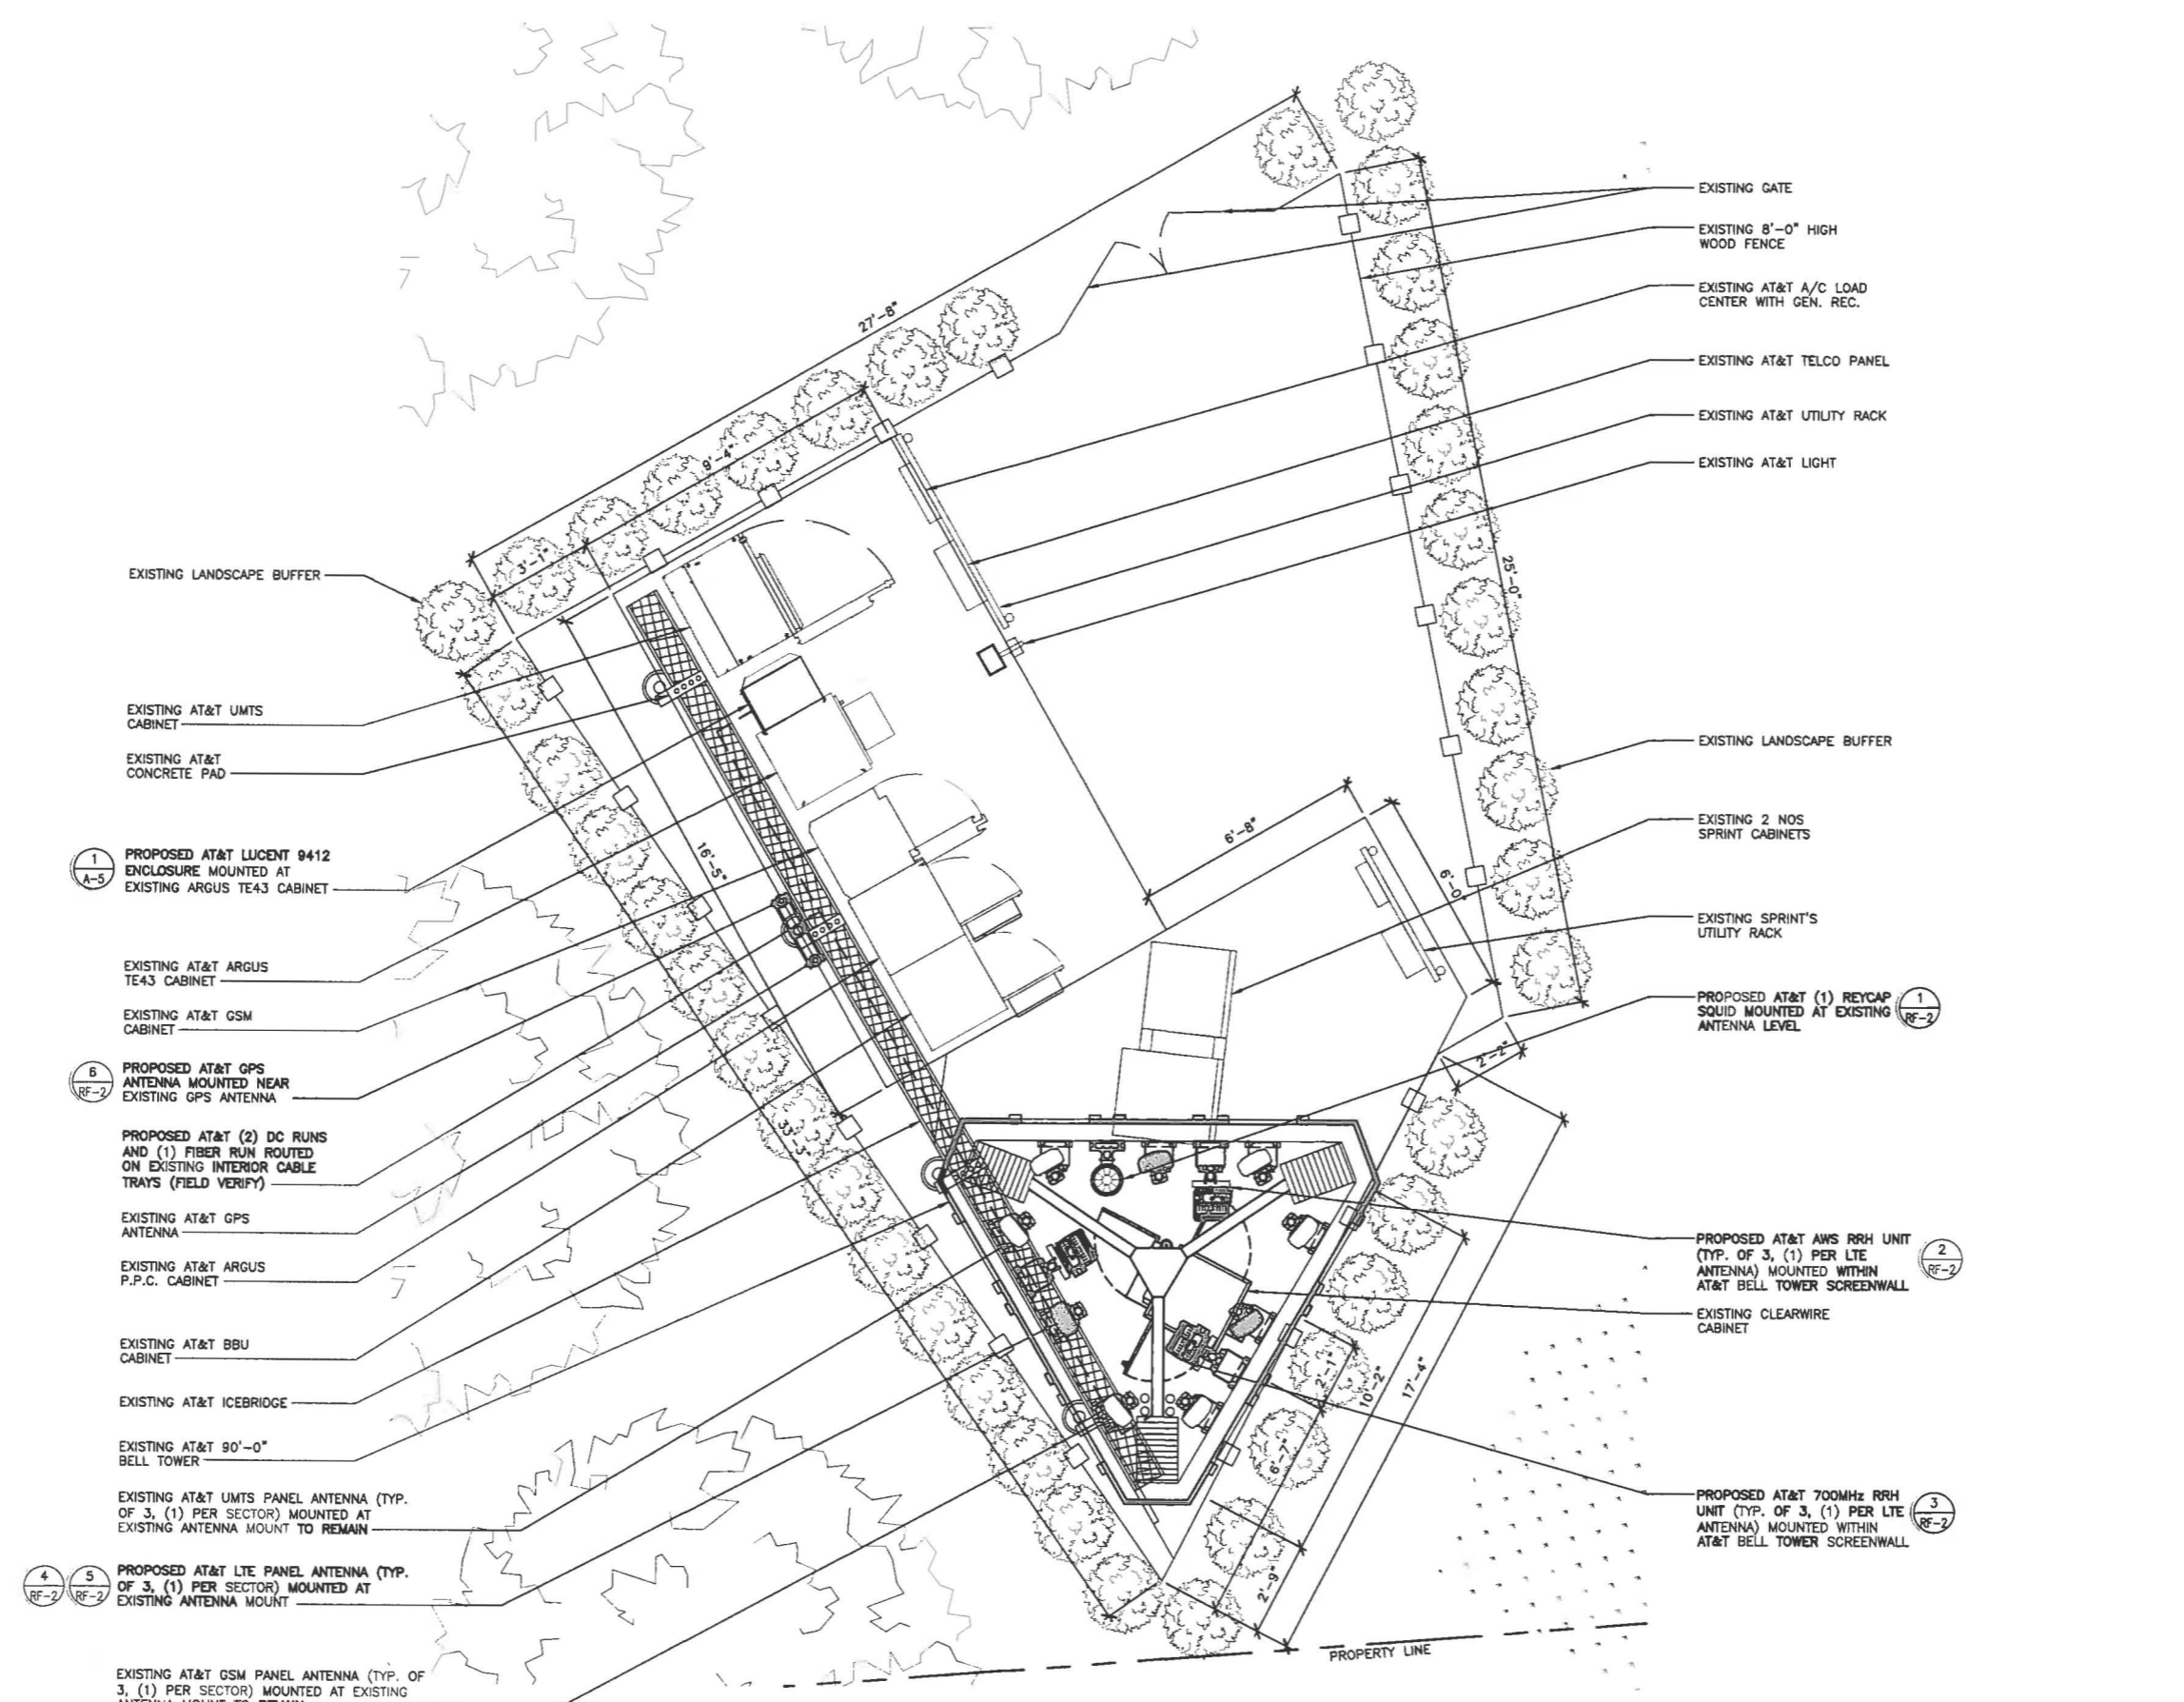 EXISTING GATE
EXISTING 8'-0" HIGH
WOOD FENCE
EXISTING AT&T A/C LOAD
CENTER WITH GEN. REC.
EXISTING AT&T TELCO PANEL
EXISTING AT&T UTILITY RACK
EXISTING AT&T LIGHT
EXISTING LANDSCAPE BUFFER
EXISTING 2 NOS
SPRINT CABINETS
EXISTING SPRINT'S
UTILITY RACK
PROPOSED AT&T (1) REYCAP
SQUID MOUNTED AT EXISTING
ANTENNA LEVEL
1
RF-2
PROPOSED AT&T AWS RRH UNIT
(TYP. OF 3, (1) PER LTE
ANTENNA) MOUNTED WITHIN
AT&T BELL TOWER SCREENWALL
2
RF-2
EXISTING CLEARWIRE
CABINET
PROPOSED AT&T 700MHz RRH
UNIT (TYP. OF 3, (1) PER LTE
ANTENNA) MOUNTED WITHIN
AT&T BELL TOWER SCREENWALL
3
RF-2
EXISTING LANDSCAPE BUFFER
EXISTING AT&T UMTS
CABINET
EXISTING AT&T
CONCRETE PAD
1
A-5
PROPOSED AT&T LUCENT 9412
ENCLOSURE MOUNTED AT
EXISTING ARGUS TE43 CABINET
EXISTING AT&T ARGUS
TE43 CABINET
EXISTING AT&T GSM
CABINET
6
RF-2
PROPOSED AT&T GPS
ANTENNA MOUNTED NEAR
EXISTING GPS ANTENNA
PROPOSED AT&T (2) DC RUNS
AND (1) FIBER RUN ROUTED
ON EXISTING INTERIOR CABLE
TRAYS (FIELD VERIFY)
EXISTING AT&T GPS
ANTENNA
EXISTING AT&T ARGUS
P.P.C. CABINET
EXISTING AT&T BBU
CABINET
EXISTING AT&T ICEBRIDGE
EXISTING AT&T 90'-0"
BELL TOWER
EXISTING AT&T UMTS PANEL ANTENNA (TYP.
OF 3, (1) PER SECTOR) MOUNTED AT
EXISTING ANTENNA MOUNT TO REMAIN
4
RF-2
5
RF-2
PROPOSED AT&T LTE PANEL ANTENNA (TYP.
OF 3, (1) PER SECTOR) MOUNTED AT
EXISTING ANTENNA MOUNT
EXISTING AT&T GSM PANEL ANTENNA (TYP. OF
3, (1) PER SECTOR) MOUNTED AT EXISTING
ANTENNA MOUNT TO REMAIN
27'-8"
9'-4"
3'-1"
16'-5"
25'-0"
6'-8"
6'-0"
2'-2"
2'-1"
10'-2"
17'-4"
6'-7"
2'-9"
PROPERTY LINE